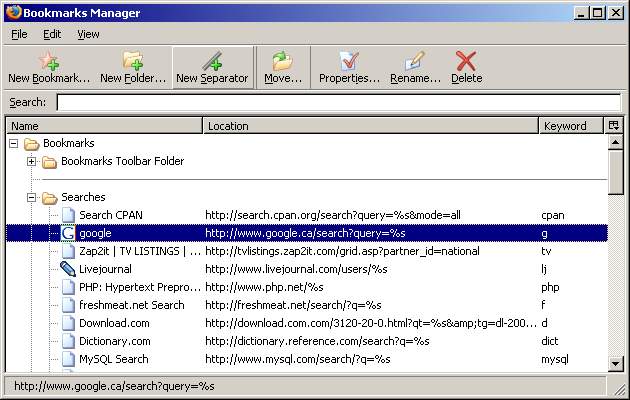 Bookmarks Manager
File Edit View
New Bookmark... New Folder... New Separator Move... Properties... Rename... Delete
Search:
Name Location Keyword
Bookmarks
Bookmarks Toolbar Folder
Searches
Search CPAN http://search.cpan.org/search?query=%s&mode=all cpan
google http://www.google.ca/search?query=%s g
Zap2it | TV LISTINGS | ... http://tvlistings.zap2it.com/grid.asp?partner_id=national tv
Livejournal http://www.livejournal.com/users/%s lj
PHP: Hypertext Prepro... http://www.php.net/%s php
freshmeat.net Search http://freshmeat.net/search/?q=%s f
Download.com http://download.com.com/3120-20-0.html?qt=%s&amp;tg=dl-200... d
Dictionary.com http://dictionary.reference.com/search?q=%s dict
MySQL Search http://www.mysql.com/search/?q=%s mysql
http://www.google.ca/search?query=%s